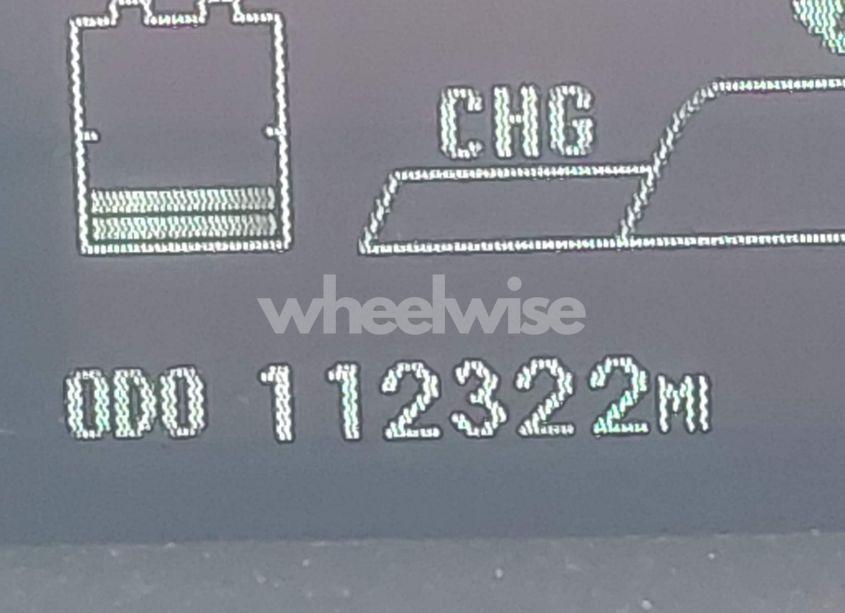 CHG
wheelwise
ODO 112322MI